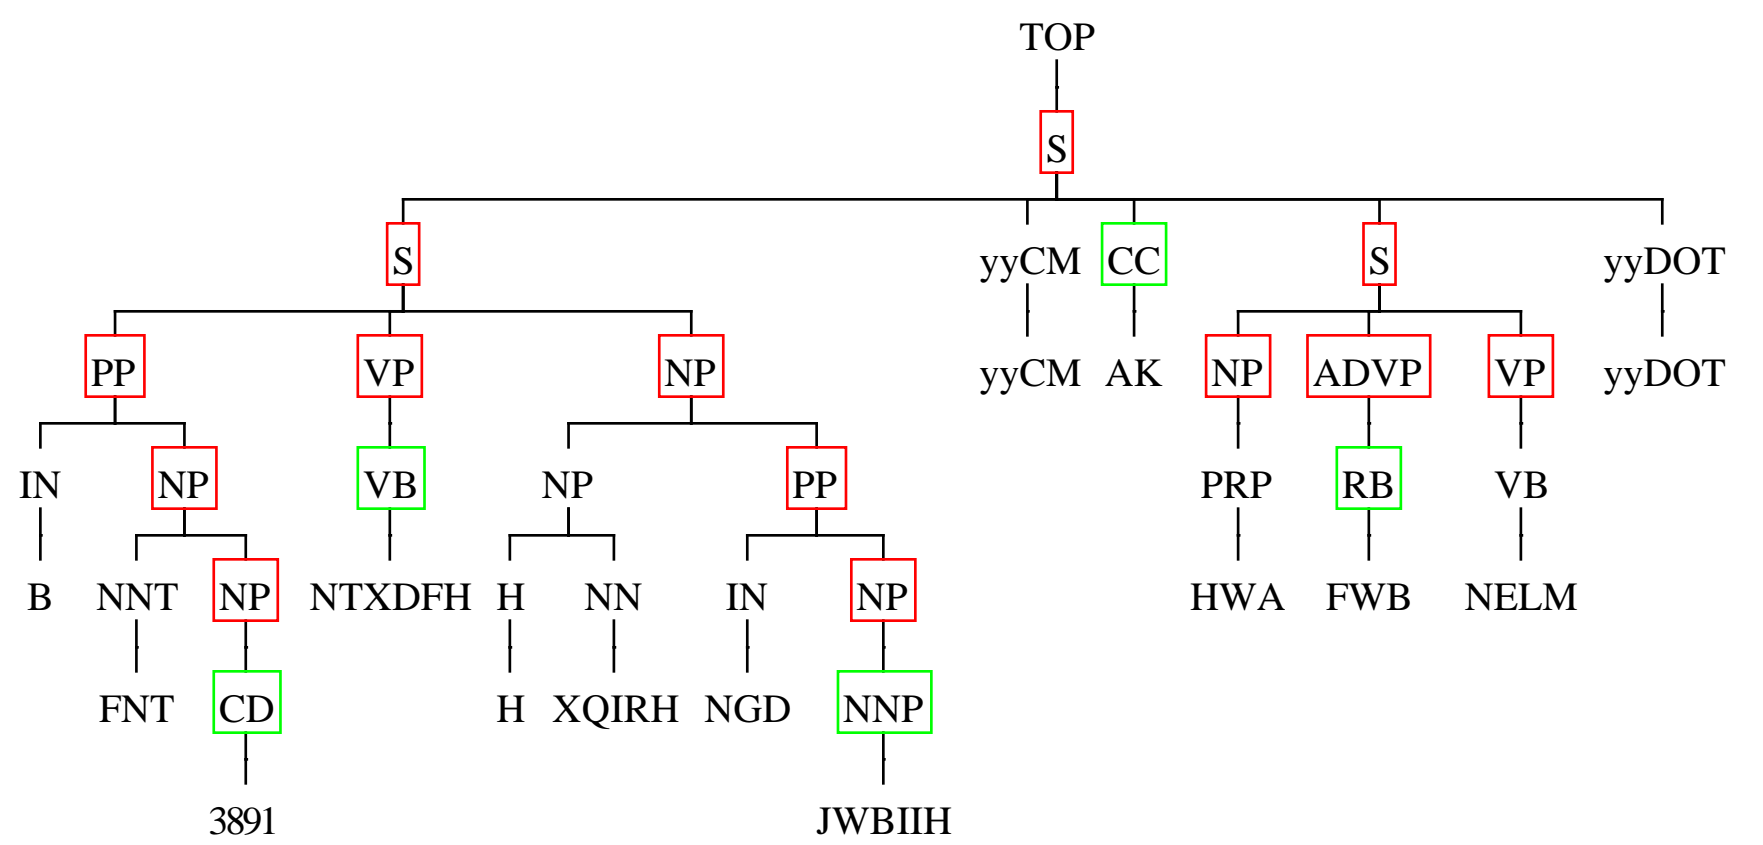 TOP
S
S yyCM CC S yyDOT
PP VP NP yyCM AK NP ADVP VP yyDOT
IN NP VB NP PP PRP RB VB
B NNT NP NTXDFH H NN IN NP HWA FWB NELM
FNT CD H XQIRH NGD NNP
3891 JWBIIH